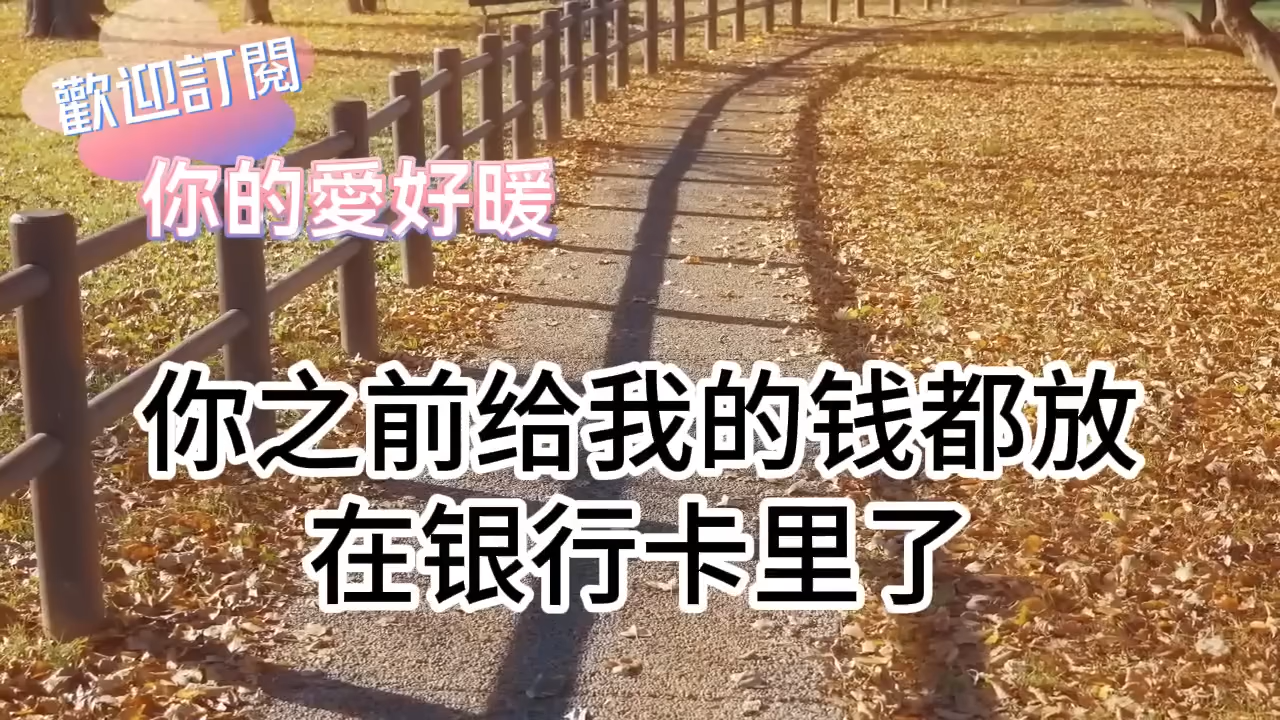 歡迎訂閱
你的愛好暖
你之前给我的钱都放
在银行卡里了